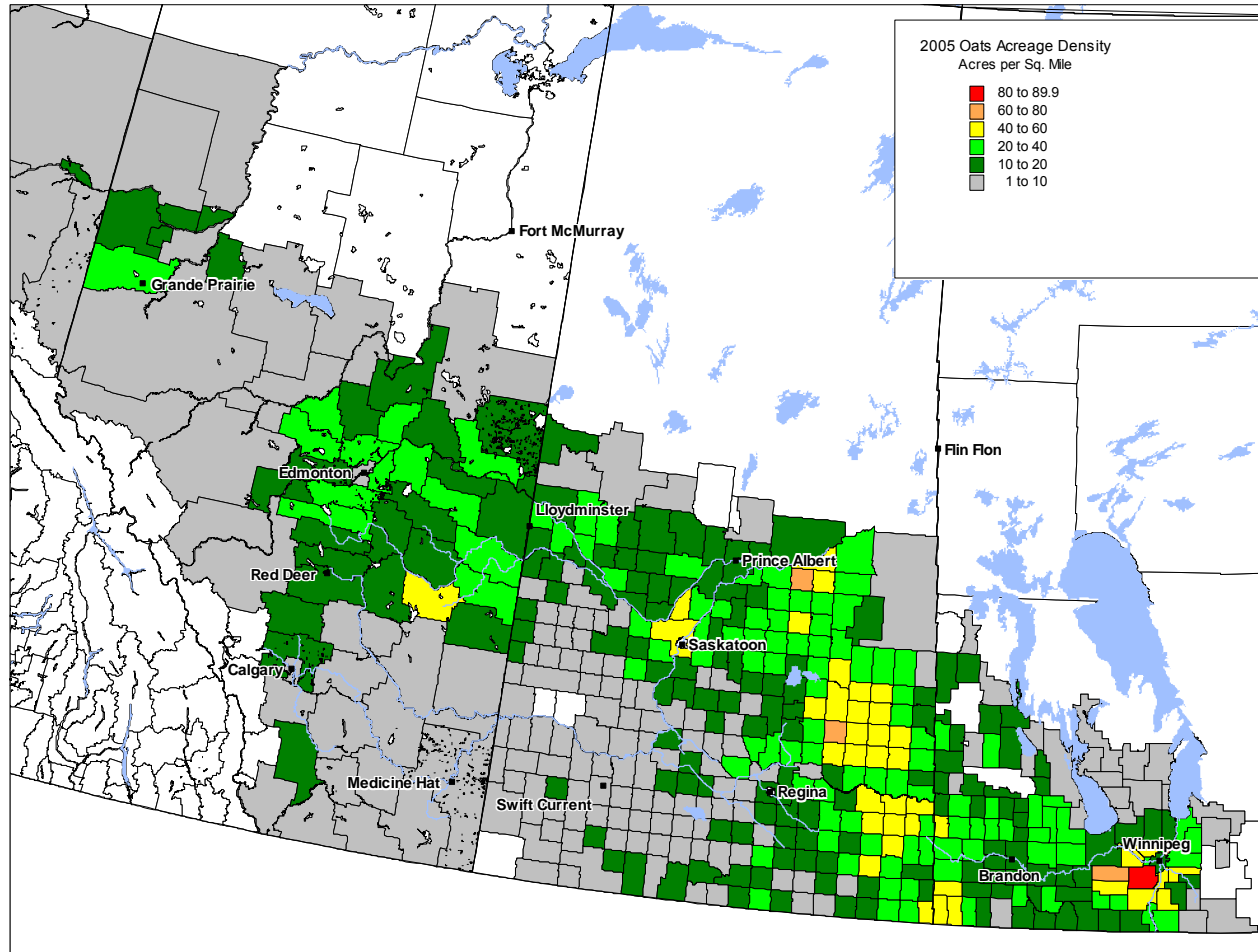 2005 Oats Acreage Density
Acres per Sq. Mile
80 to 89.9
60 to 80
40 to 60
20 to 40
10 to 20
1 to 10
Fort McMurray
Grande Prairie
Flin Flon
Edmonton
Lloydminster
Prince Albert
Red Deer
Saskatoon
Calgary
Medicine Hat
Swift Current
Regina
Winnipeg
Brandon